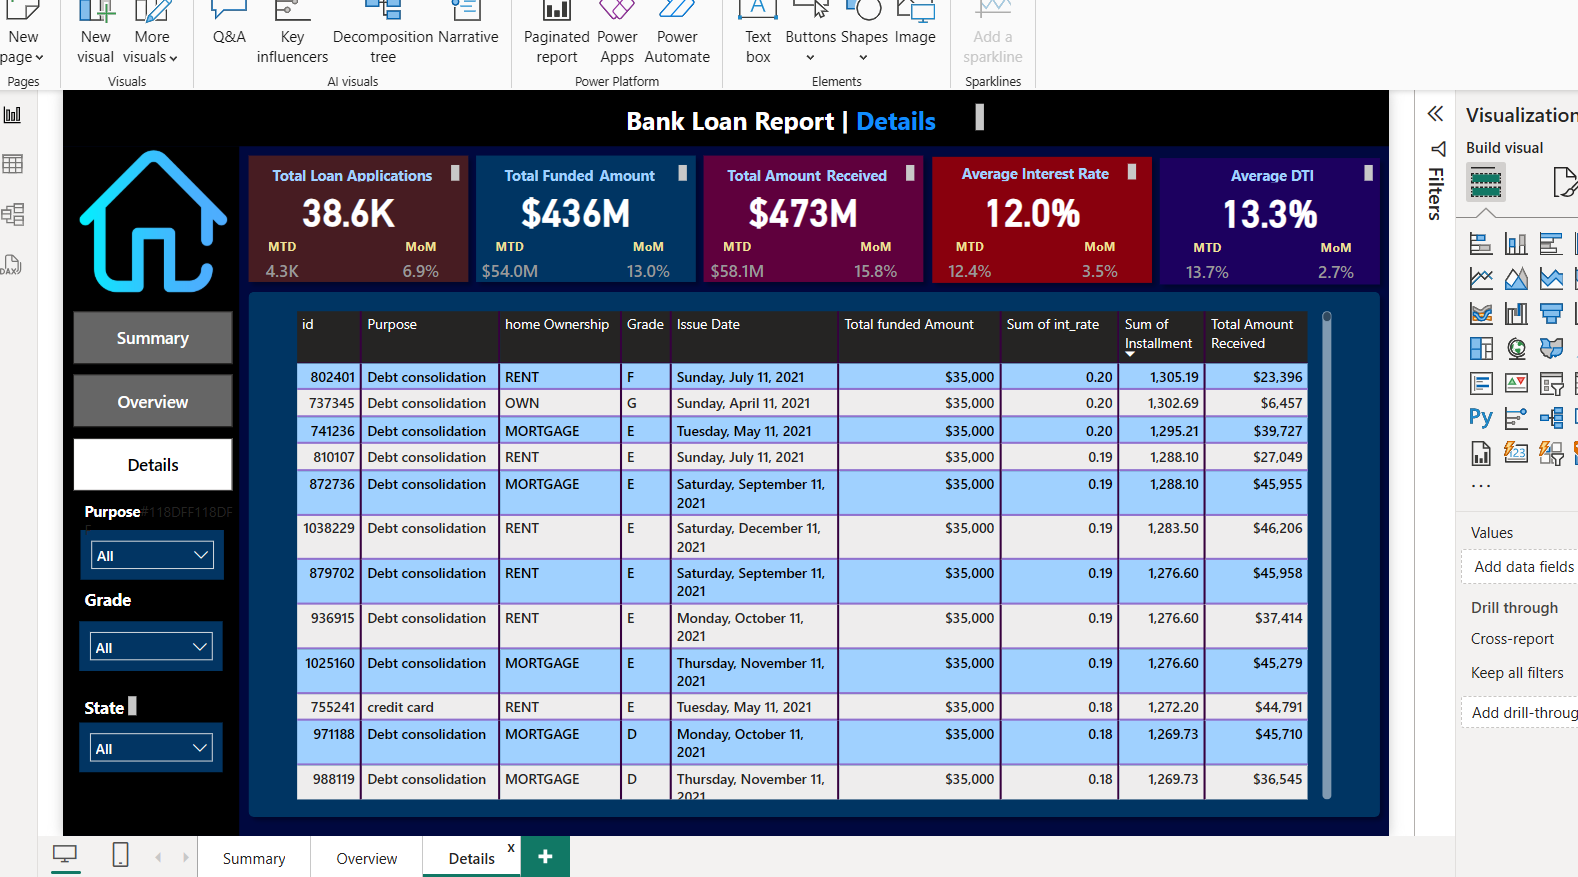 New page
New visual
More visuals
Q&A
Key influencers
Decomposition tree
Narrative
Paginated report
Power Apps
Power Automate
Text box
Buttons
Shapes
Image
Add a sparkline
Pages
Visuals
AI visuals
Power Platform
Elements
Sparklines
Bank Loan Report | Details
Total Loan Applications
38.6K
MTD MoM
4.3K 6.9%
Total Funded Amount
$436M
MTD MoM
$54.0M 13.0%
Total Amount Received
$473M
MTD MoM
$58.1M 15.8%
Average Interest Rate
12.0%
MTD MoM
12.4% 3.5%
Average DTI
13.3%
MTD MoM
13.7% 2.7%
Summary
Overview
Details
Purpose#118DFF118DF
All
Grade
All
State
All
id Purpose home Ownership Grade Issue Date Total funded Amount Sum of int_rate Sum of Installment Total Amount Received
802401 Debt consolidation RENT F Sunday, July 11, 2021 $35,000 0.20 1,305.19 $23,396
737345 Debt consolidation OWN G Sunday, April 11, 2021 $35,000 0.20 1,302.69 $6,457
741236 Debt consolidation MORTGAGE E Tuesday, May 11, 2021 $35,000 0.20 1,295.21 $39,727
810107 Debt consolidation RENT E Sunday, July 11, 2021 $35,000 0.19 1,288.10 $27,049
872736 Debt consolidation MORTGAGE E Saturday, September 11, 2021 $35,000 0.19 1,288.10 $45,955
1038229 Debt consolidation RENT E Saturday, December 11, 2021 $35,000 0.19 1,283.50 $46,206
879702 Debt consolidation RENT E Saturday, September 11, 2021 $35,000 0.19 1,276.60 $45,958
936915 Debt consolidation RENT E Monday, October 11, 2021 $35,000 0.19 1,276.60 $37,414
1025160 Debt consolidation MORTGAGE E Thursday, November 11, 2021 $35,000 0.19 1,276.60 $45,279
755241 credit card RENT E Tuesday, May 11, 2021 $35,000 0.18 1,272.20 $44,791
971188 Debt consolidation MORTGAGE D Monday, October 11, 2021 $35,000 0.18 1,269.73 $45,710
988119 Debt consolidation MORTGAGE D Thursday, November 11, 2021 $35,000 0.18 1,269.73 $36,545
Filters
Visualization
Build visual
Py
123
...
Values
Add data fields
Drill through
Cross-report
Keep all filters
Add drill-throug
DAX
Summary
Overview
Details
x
+